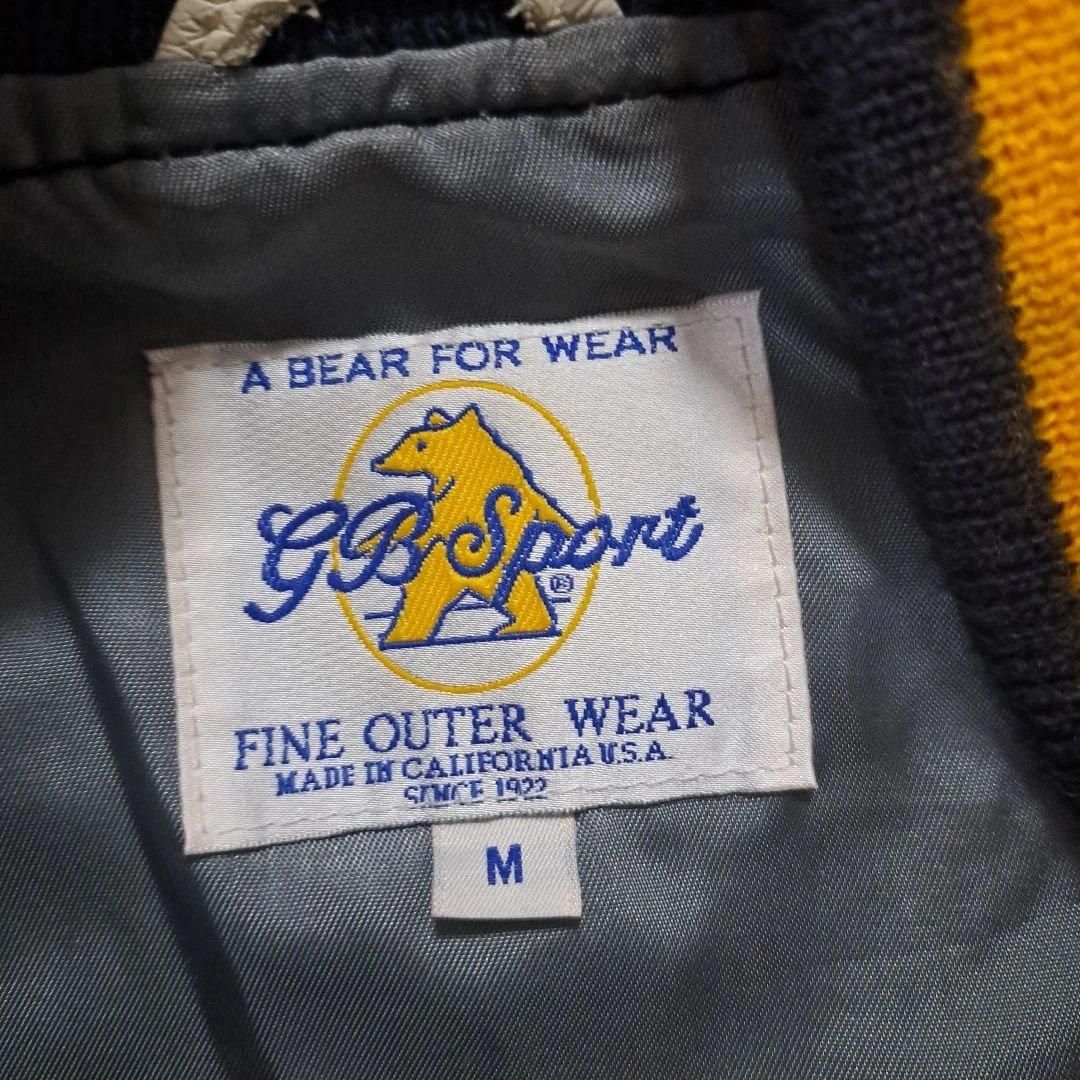 A BEAR FOR WEAR
GB Sport
®
FINE OUTER WEAR
MADE IN CALIFORNIA U.S.A.
SINCE 1922
M